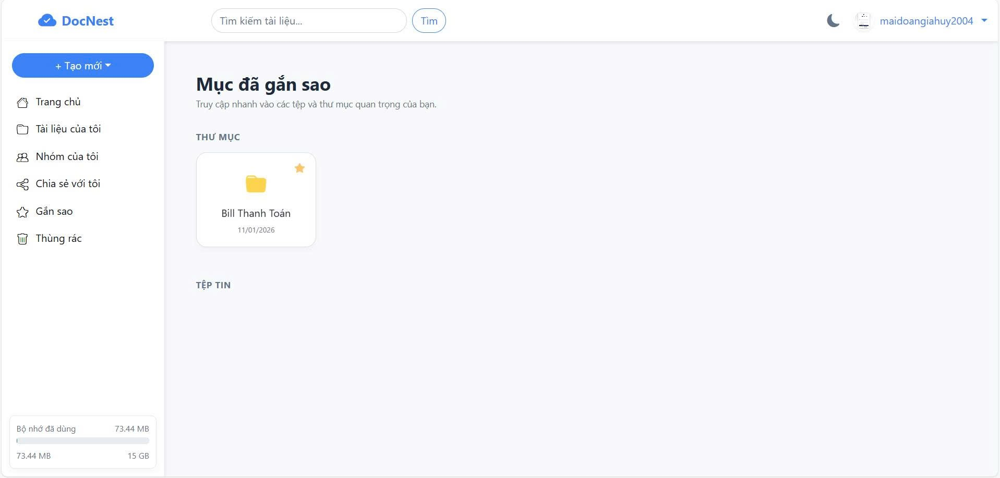 DocNest
Tìm kiếm tài liệu...
Tìm
maidoangiahuy2004
+ Tạo mới
Trang chủ
Tài liệu của tôi
Nhóm của tôi
Chia sẻ với tôi
Gắn sao
Thùng rác
Bộ nhớ đã dùng 73.44 MB
73.44 MB 15 GB
Mục đã gắn sao
Truy cập nhanh vào các tệp và thư mục quan trọng của bạn.
THƯ MỤC
Bill Thanh Toán
11/01/2026
TỆP TIN